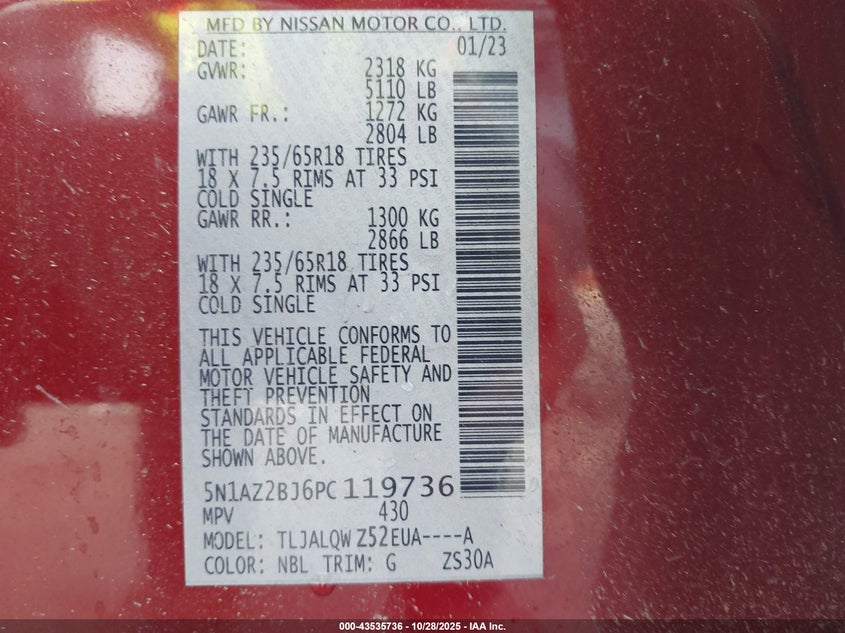 MFD BY NISSAN MOTOR CO., LTD.
DATE: 01/23
GVWR: 2318 KG
5110 LB
GAWR FR.: 1272 KG
2804 LB
WITH 235/65R18 TIRES
18 X 7.5 RIMS AT 33 PSI
COLD SINGLE
GAWR RR.: 1300 KG
2866 LB
WITH 235/65R18 TIRES
18 X 7.5 RIMS AT 33 PSI
COLD SINGLE
THIS VEHICLE CONFORMS TO
ALL APPLICABLE FEDERAL
MOTOR VEHICLE SAFETY AND
THEFT PREVENTION
STANDARDS IN EFFECT ON
THE DATE OF MANUFACTURE
SHOWN ABOVE.
5N1AZ2BJ6PC119736
MPV 430
MODEL: TLJALQW Z52EUA----A
COLOR: NBL TRIM: G ZS30A
000-43535736 - 10/28/2025 - IAA Inc.